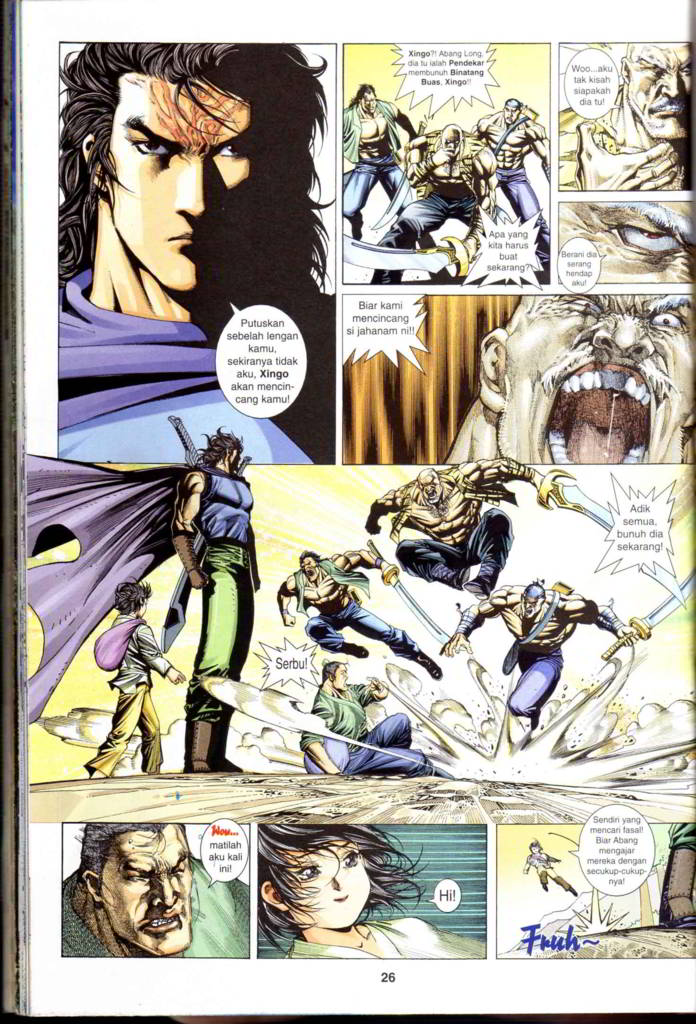 Putuskan
sebelah lengan
kamu,
sekiranya tidak
aku, Xingo
akan mencin-
cang kamu!
Xingo?! Abang Long,
dia tu ialah Pendekar
membunuh Binatang
Buas, Xingo!!
Apa yang
kita harus
buat
sekarang?
Woo...aku
tak kisah
siapakah
dia tu!
Berani dia
serang
hendap
aku!
Biar kami
mencincang
si jahanam ni!!
Adik
semua,
bunuh dia
sekarang!
Serbu!
Wou...
matilah
aku kali
ini!
Hi!
Sendiri yang
mencari fasal!
Biar Abang
mengajar
mereka dengan
secukup-cukup-
nya!
Fruh~
26